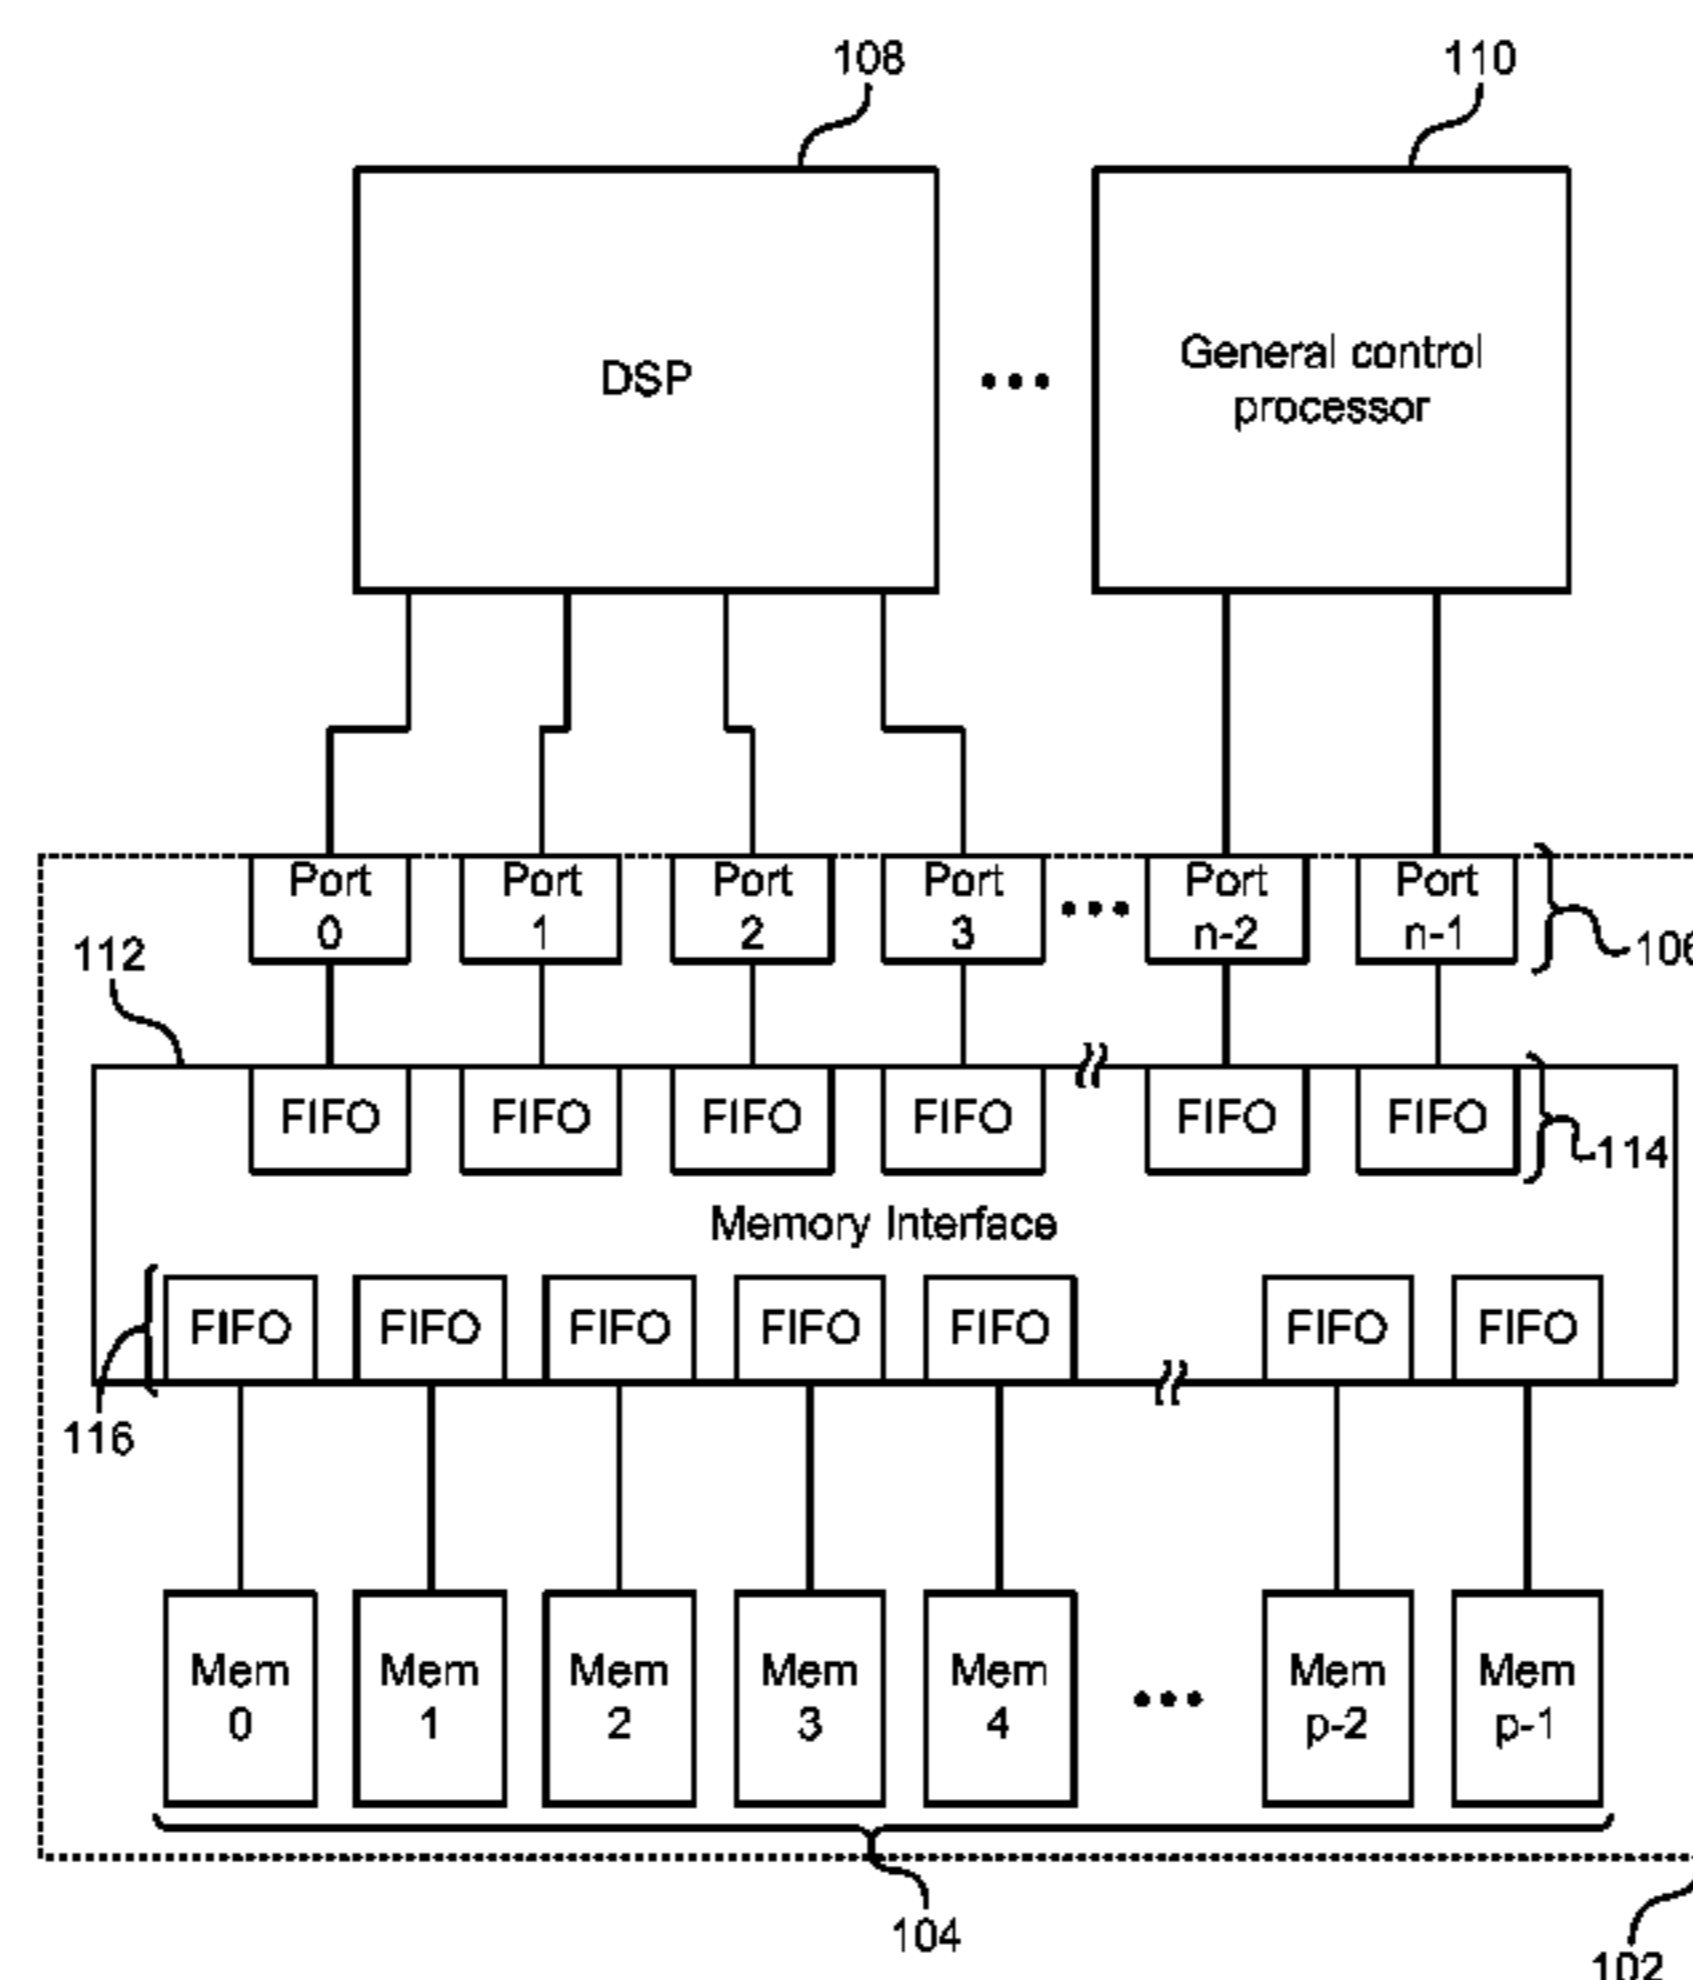 108
110
DSP
General control
processor
Port
0
Port
1
Port
2
Port
3
Port
n-2
Port
n-1
106
112
FIFO
FIFO
FIFO
FIFO
FIFO
FIFO
114
Memory Interface
FIFO
FIFO
FIFO
FIFO
FIFO
FIFO
FIFO
116
Mem
0
Mem
1
Mem
2
Mem
3
Mem
4
Mem
p-2
Mem
p-1
104
102